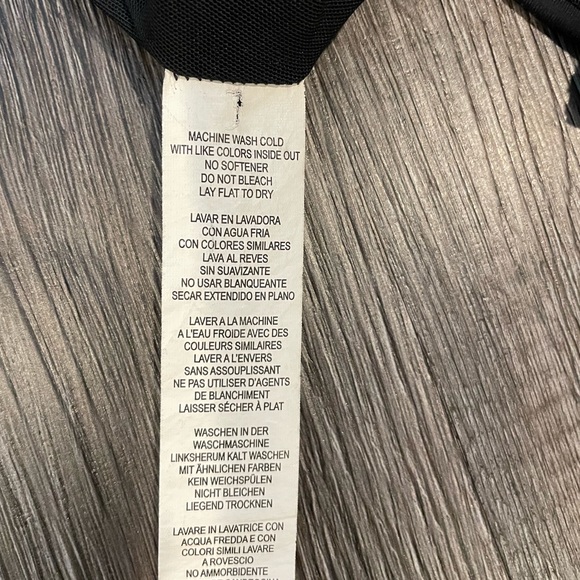 MACHINE WASH COLD
WITH LIKE COLORS INSIDE OUT
NO SOFTENER
DO NOT BLEACH
LAY FLAT TO DRY
LAVAR EN LAVADORA
CON AGUA FRIA
CON COLORES SIMILARES
LAVA AL REVES
SIN SUAVIZANTE
NO USAR BLANQUEANTE
SECAR EXTENDIDO EN PLANO
LAVER A LA MACHINE
A L'EAU FROIDE AVEC DES
COULEURS SIMILAIRES
LAVER A L'ENVERS
SANS ASSOUPLISSANT
NE PAS UTILISER D'AGENTS
DE BLANCHIMENT
LAISSER SÉCHER À PLAT
WASCHEN IN DER
WASCHMASCHINE
LINKSHERUM KALT WASCHEN
MIT ÄHNLICHEN FARBEN
KEIN WEICHSPÜLEN
NICHT BLEICHEN
LIEGEND TROCKNEN
LAVARE IN LAVATRICE CON
ACQUA FREDDA E CON
COLORI SIMILI LAVARE
A ROVESCIO
NO AMMORBIDENTE